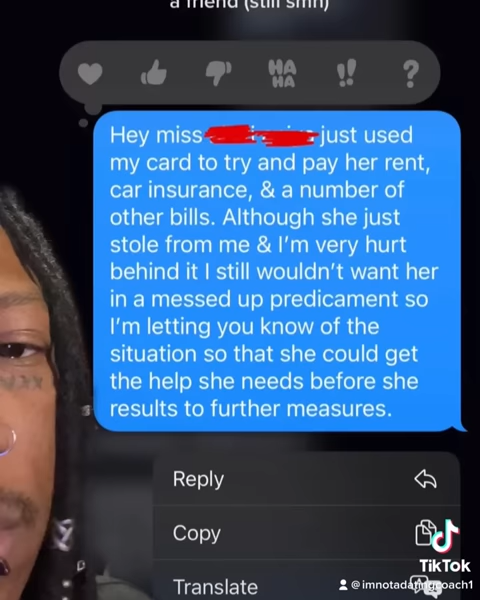 a friend (still smh)
HA
HA
!!
?
Hey miss just used
my card to try and pay her rent,
car insurance, & a number of
other bills. Although she just
stole from me & I'm very hurt
behind it I still wouldn't want her
in a messed up predicament so
I'm letting you know of the
situation so that she could get
the help she needs before she
results to further measures.
Reply
Copy
Translate
TikTok
@imnotadatingcoach1